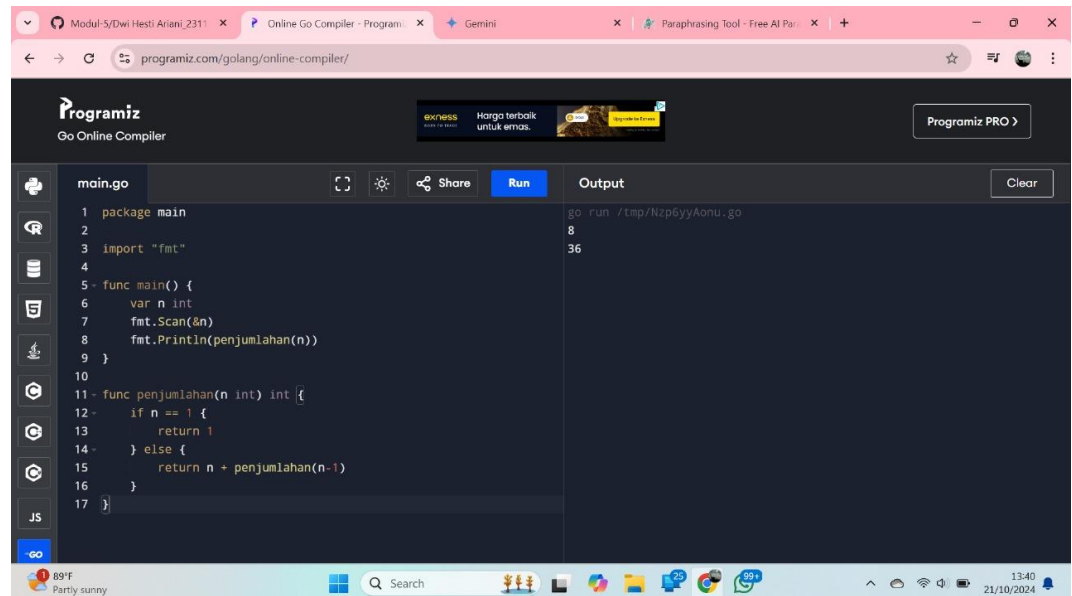 Modul-5/Dwi Hesti Ariani_2311
Online Go Compiler - Program
Gemini
Paraphrasing Tool - Free AI Par
programiz.com/golang/online-compiler/
Programiz
Go Online Compiler
exness
Harga terbaik
untuk emas.
Programiz PRO
main.go
Share
Run
Output
Clear
1 package main
2
3 import "fmt"
4
5 func main() {
6 var n int
7 fmt.Scan(&n)
8 fmt.Println(penjumlahan(n))
9 }
10
11 func penjumlahan(n int) int {
12 if n == 1 {
13 return 1
14 } else {
15 return n + penjumlahan(n-1)
16 }
17 }
go run /tmp/Nzp6yyAonu.go
8
36
JS
GO
1
89°F
Partly sunny
Search
25
99+
13:40
21/10/2024